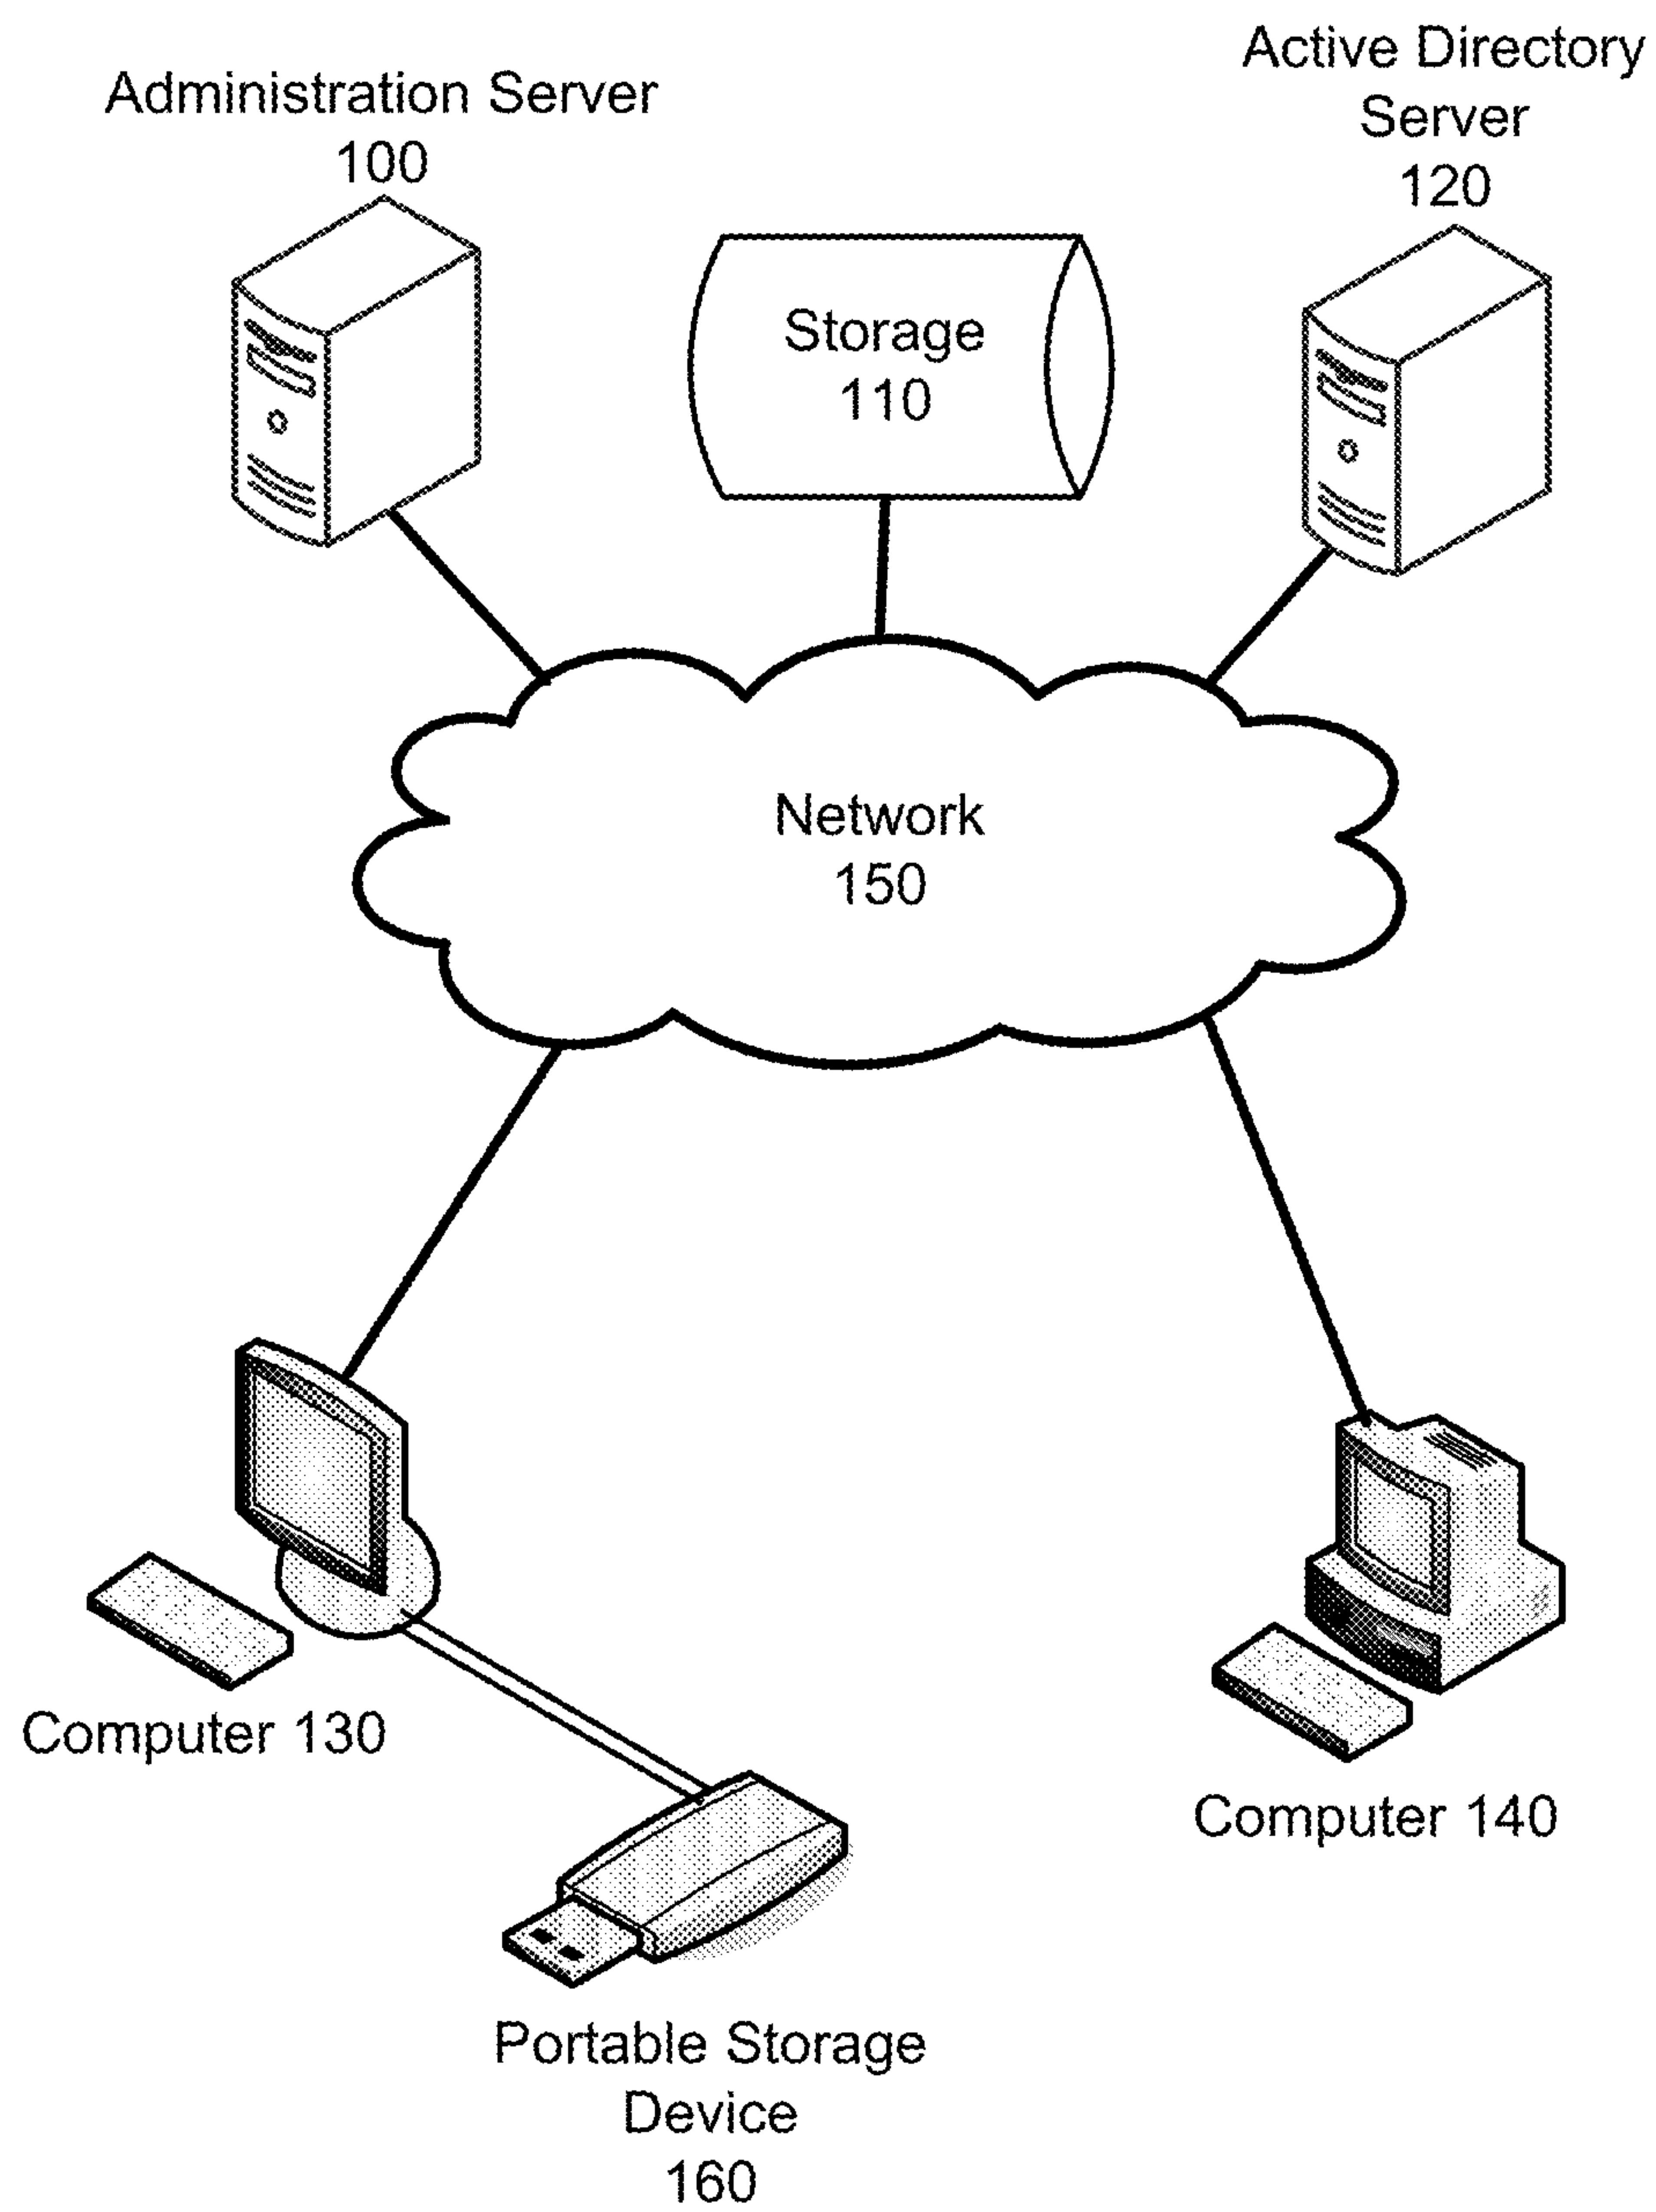 Administration Server
100
Active Directory
Server
120
Storage
110
Network
150
Computer 130
Computer 140
Portable Storage
Device
160